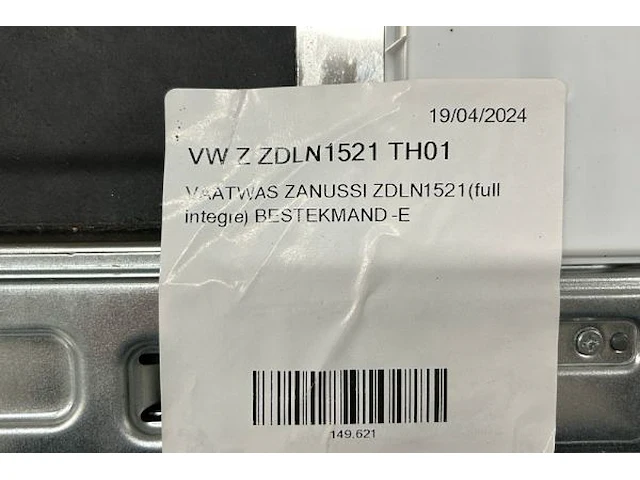 19/04/2024
VW Z ZDLN1521 TH01
VAATWAS ZANUSSI ZDLN1521(full
integre) BESTEKMAND -E
149.621